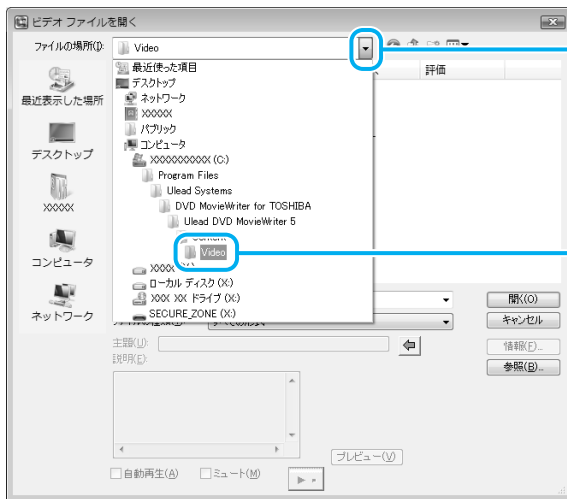 ビデオ ファイルを開く
ファイルの場所(I):
Video
評価
最近使った項目
デスクトップ
ネットワーク
XXXXX
パブリック
コンピュータ
XXXXXXXXXX (C:)
Program Files
Ulead Systems
DVD MovieWriter for TOSHIBA
Ulead DVD MovieWriter 5
Video
XXXX
ローカル ディスク (X:)
XXX XX ドライブ (X:)
SECURE_ZONE (X:)
最近表示した場所
デスクトップ
XXXXX
コンピュータ
ネットワーク
開く(O)
キャンセル
主題(U):
情報(F)...
説明(E):
参照(B)...
プレビュー(V)
自動再生(A)
ミュート(M)